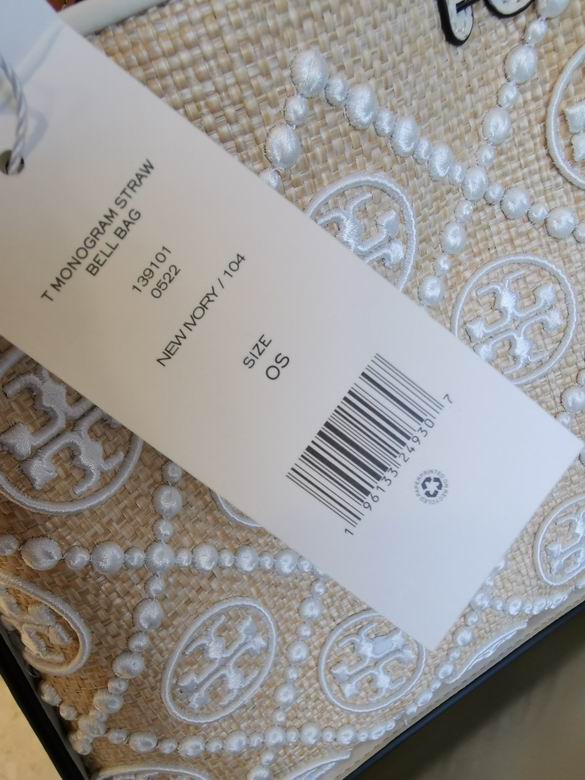 T MONOGRAM STRAW
BELL BAG
139101
0522
NEW IVORY / 104
SIZE
OS
1 96133 24930 7